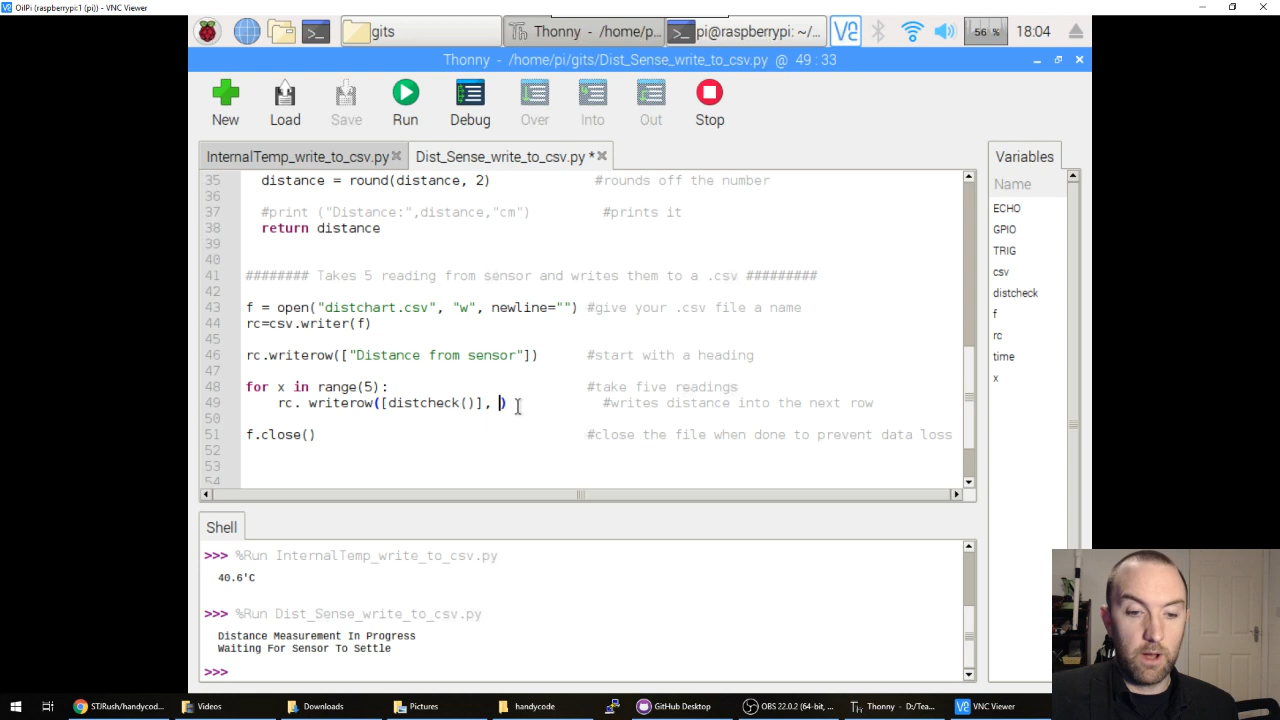 OilPi (raspberrypi:1 (pi)) - VNC Viewer
gits
Thonny - /home/p...
pi@raspberrypi: ~/...
56 %
18:04
Thonny - /home/pi/gits/Dist_Sense_write_to_csv.py @ 49 : 33
New Load Save Run Debug Over Into Out Stop
InternalTemp_write_to_csv.py Dist_Sense_write_to_csv.py *
35 distance = round(distance, 2) #rounds off the number
36
37 #print ("Distance:",distance,"cm") #prints it
38 return distance
39
40
41 ######## Takes 5 reading from sensor and writes them to a .csv #########
42
43 f = open("distchart.csv", "w", newline="") #give your .csv file a name
44 rc=csv.writer(f)
45
46 rc.writerow(["Distance from sensor"]) #start with a heading
47
48 for x in range(5): #take five readings
49 rc. writerow([distcheck()], ) #writes distance into the next row
50
51 f.close() #close the file when done to prevent data loss
52
53
54
Variables
Name
ECHO
GPIO
TRIG
csv
distcheck
f
rc
time
x
Shell
>>> %Run InternalTemp_write_to_csv.py
40.6'C
>>> %Run Dist_Sense_write_to_csv.py
Distance Measurement In Progress
Waiting For Sensor To Settle
>>>
STJRush/handycod... Videos Downloads Pictures handycode GitHub Desktop OBS 22.0.2 (64-bit, ... Thonny - D:/Tea... VNC Viewer